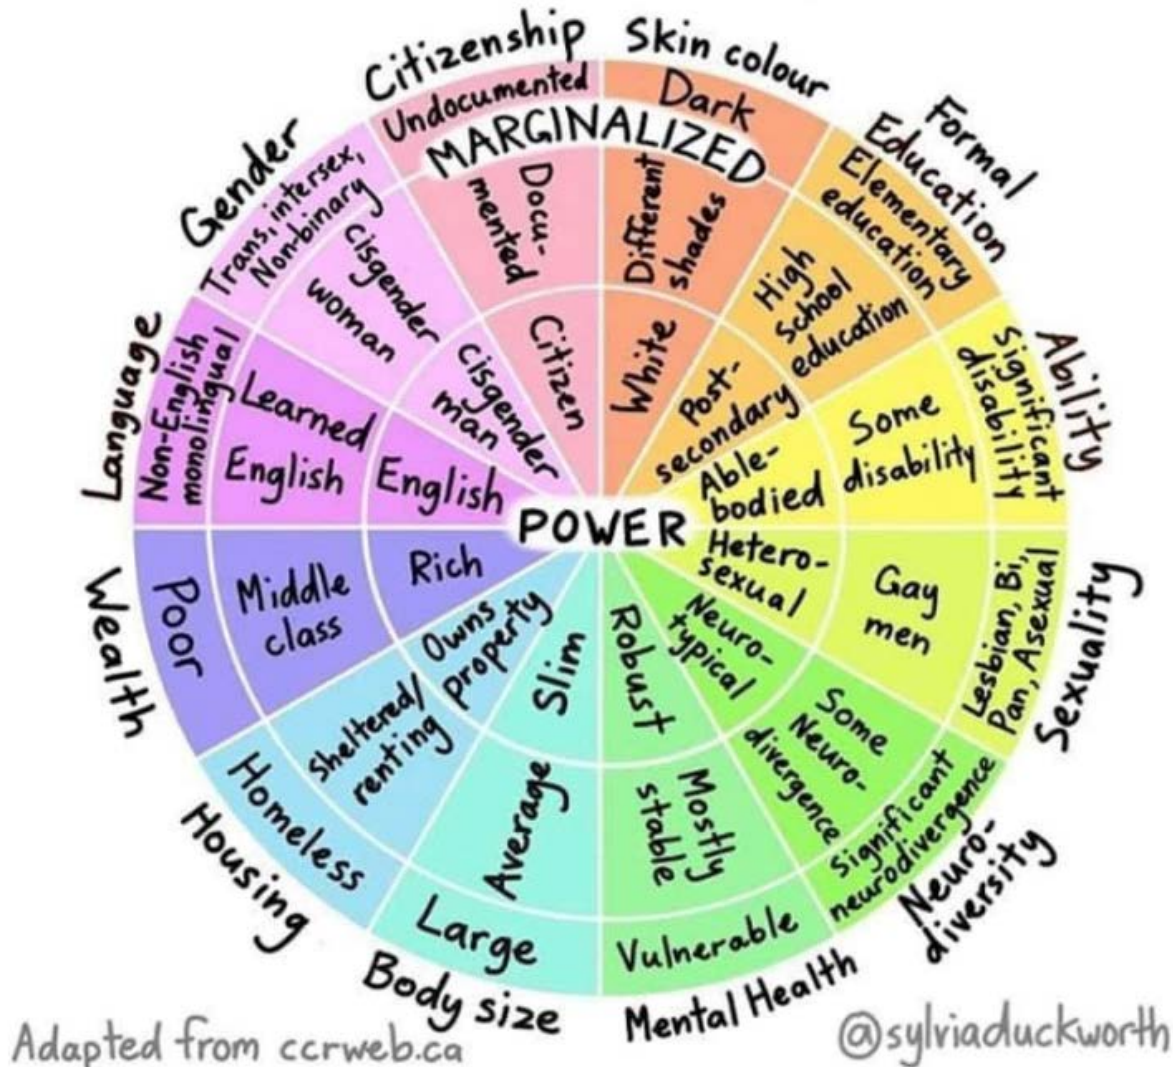 Citizenship
Undocumented
Docu-
mented
Citizen
Skin colour
Dark
Different
shades
White
Formal
Education
Elementary
education
High
school
education
Post-
secondary
Ability
Significant
disability
Some
disability
Able-
bodied
Sexuality
Lesbian, Bi,
Pan, Asexual
Gay
men
Hetero-
sexual
Neuro-
diversity
Significant
neurodivergence
Some
Neuro-
divergence
Neuro-
typical
Mental Health
Vulnerable
Mostly
stable
Robust
Body size
Large
Average
Slim
Housing
Homeless
Sheltered/
renting
Owns
property
Wealth
Poor
Middle
class
Rich
Language
Non-English
monolingual
Learned
English
English
Gender
Trans, intersex,
Non-binary
cisgender
woman
cisgender
man
MARGINALIZED
POWER
Adapted from ccrweb.ca
@sylviaduckworth